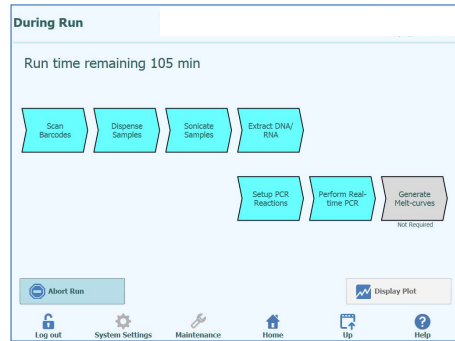 During Run
Run time remaining 105 min
Scan
Barcodes
Dispense
Samples
Sonicate
Samples
Extract DNA/
RNA
Setup PCR
Reactions
Perform Real-
time PCR
Generate
Melt-curves
Not Required
Abort Run
Display Plot
Log out
System Settings
Maintenance
Home
Up
Help